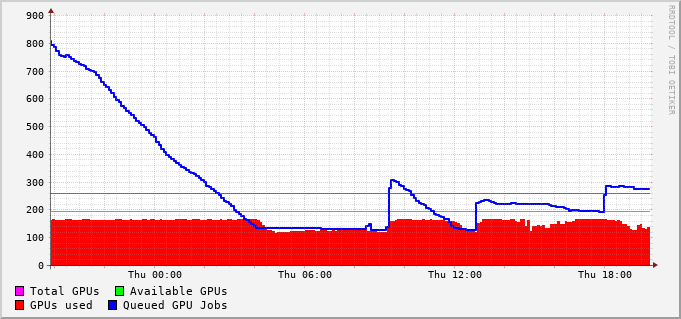 RRDTOOL / TOBI OETIKER
900
800
700
600
500
400
300
200
100
0
Thu 00:00 Thu 06:00 Thu 12:00 Thu 18:00
Total GPUs Available GPUs
GPUs used Queued GPU Jobs